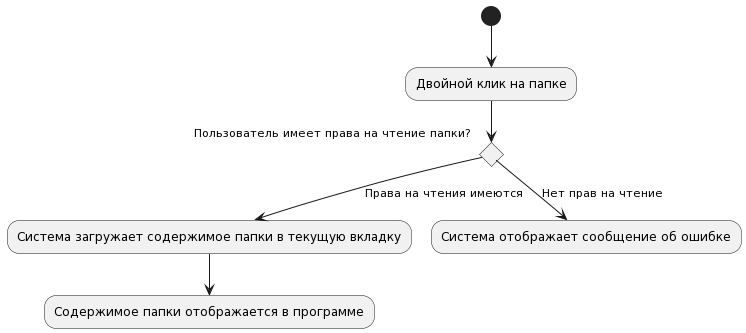 Двойной клик на папке
Пользователь имеет права на чтение папки?
Права на чтения имеются
Нет прав на чтение
Система загружает содержимое папки в текущую вкладку
Система отображает сообщение об ошибке
Содержимое папки отображается в программе